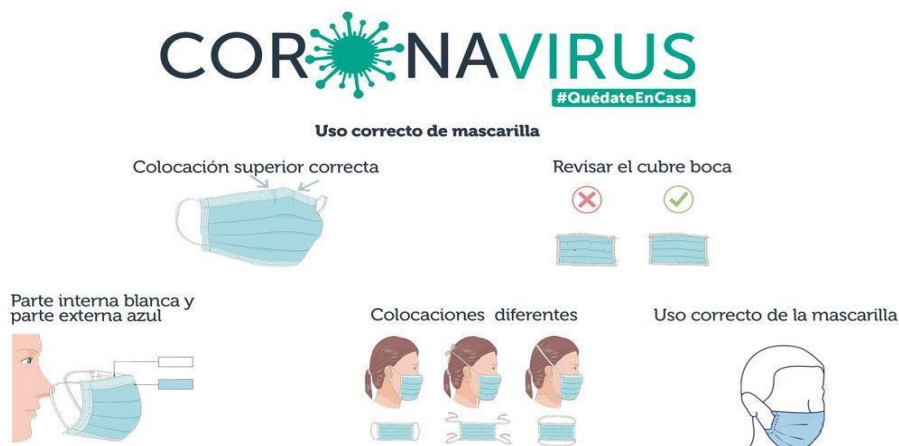 CORONAVIRUS
#QuédateEnCasa
Uso correcto de mascarilla
Colocación superior correcta
Revisar el cubre boca
Parte interna blanca y
parte externa azul
Colocaciones diferentes
Uso correcto de la mascarilla